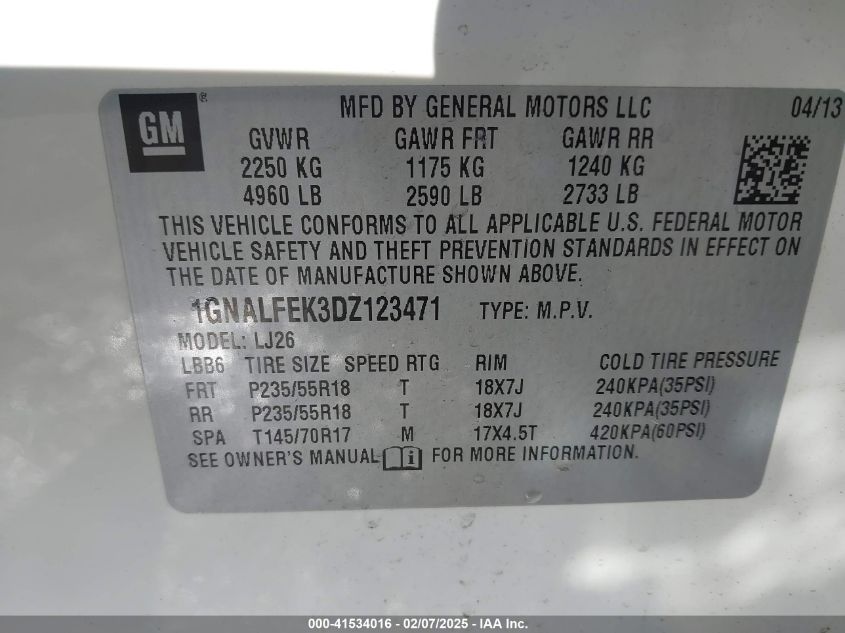 GM ® MFD BY GENERAL MOTORS LLC 04/13
GVWR GAWR FRT GAWR RR
2250 KG 1175 KG 1240 KG
4960 LB 2590 LB 2733 LB
THIS VEHICLE CONFORMS TO ALL APPLICABLE U.S. FEDERAL MOTOR
VEHICLE SAFETY AND THEFT PREVENTION STANDARDS IN EFFECT ON
THE DATE OF MANUFACTURE SHOWN ABOVE.
1GNALFEK3DZ123471 TYPE: M.P.V.
MODEL: LJ26
LBB6 TIRE SIZE SPEED RTG RIM COLD TIRE PRESSURE
FRT P235/55R18 T 18X7J 240KPA(35PSI)
RR P235/55R18 T 18X7J 240KPA(35PSI)
SPA T145/70R17 M 17X4.5T 420KPA(60PSI)
SEE OWNER'S MANUAL i FOR MORE INFORMATION.
000-41534016 - 02/07/2025 - IAA Inc.